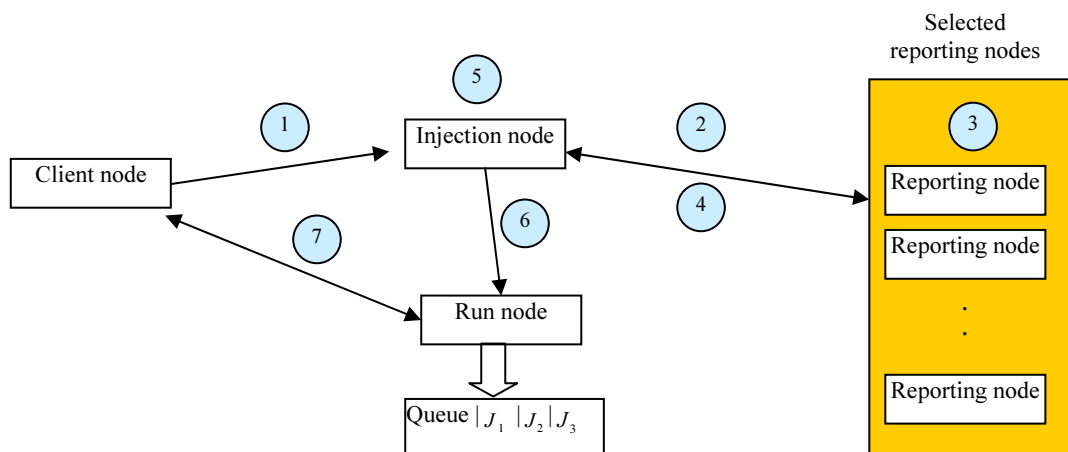 Selected
reporting nodes
5
1
2
3
Injection node
Client node
Reporting node
4
6
7
Reporting node
Run node
.
.
Reporting node
Queue | J₁ | J₂ | J₃